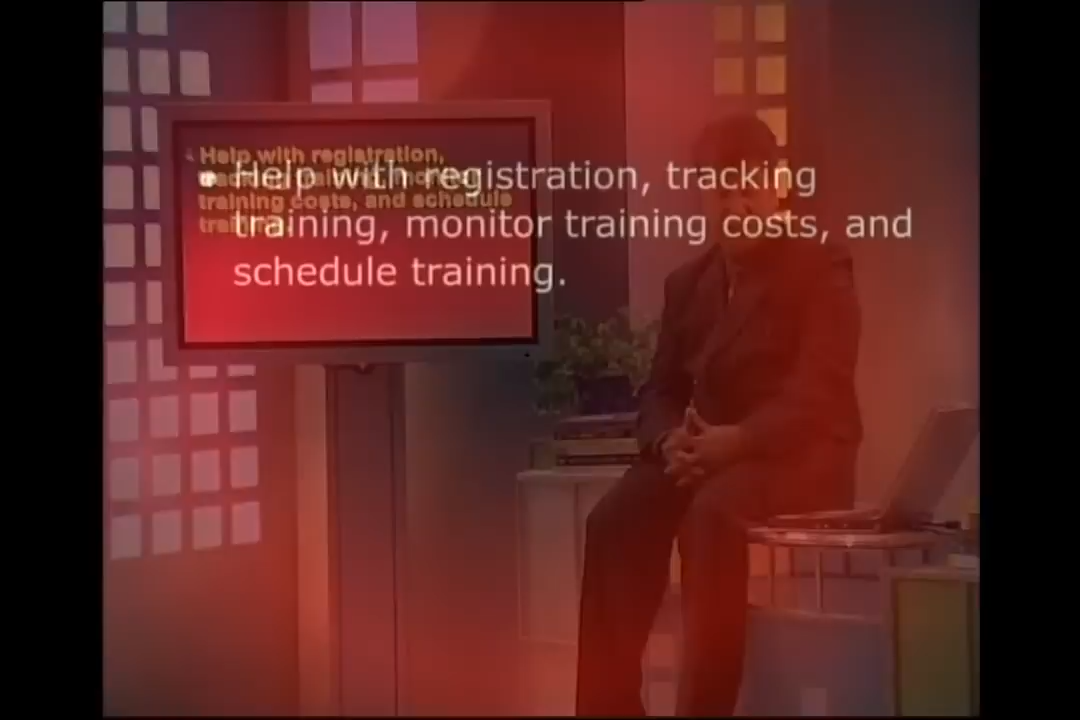 Help with registration,
training costs, and schedule
• Help with registration, tracking
training, monitor training costs, and
schedule training.